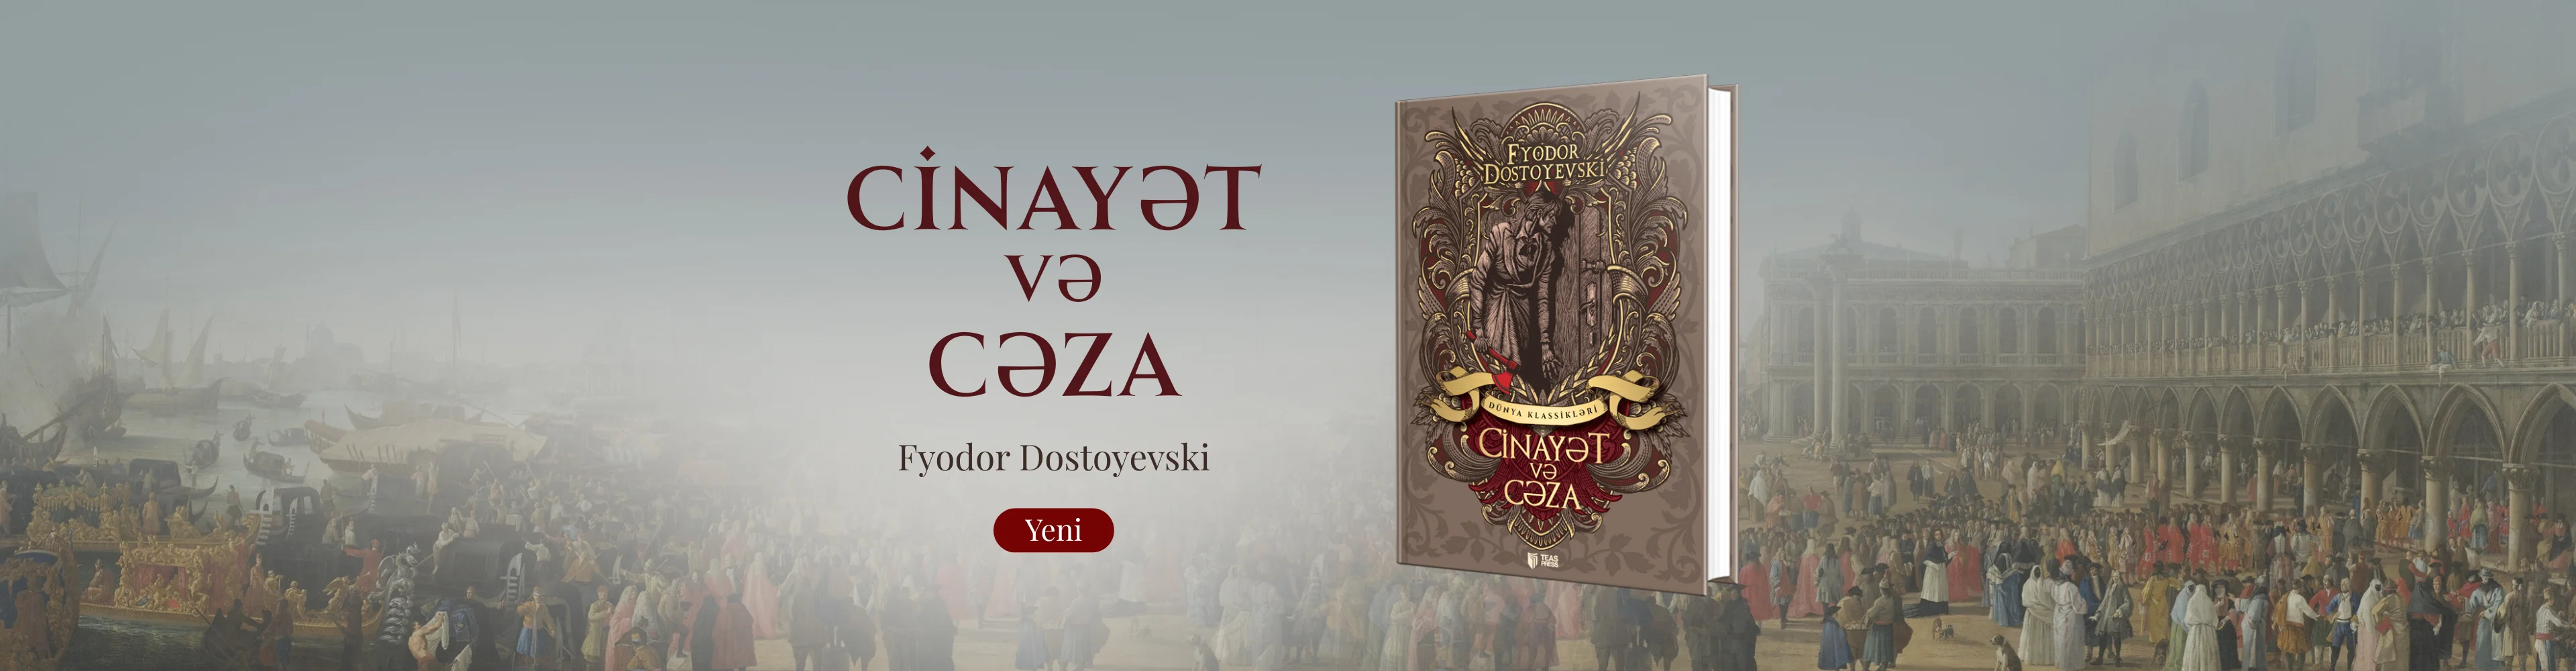 CİNAYƏT
VƏ
CƏZA
Fyodor Dostoyevski
Yeni
FYODOR
DOSTOYEVSKİ
DÜNYA KLASSİKLƏRİ
CİNAYƏT
VƏ
CƏZA
TEAS
PRESS